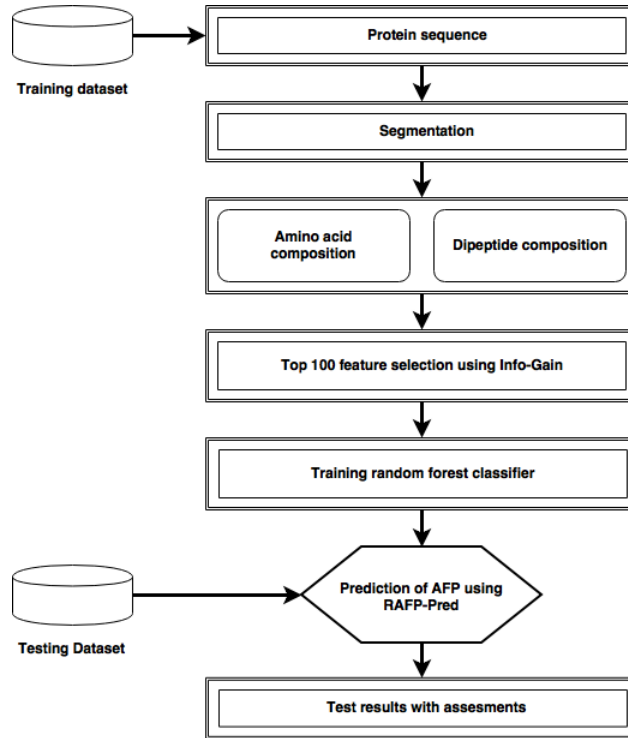 Protein sequence
Training dataset
Segmentation
Amino acid
composition
Dipeptide composition
Top 100 feature selection using Info-Gain
Training random forest classifier
Prediction of AFP using
RAFP-Pred
Testing Dataset
Test results with assesments